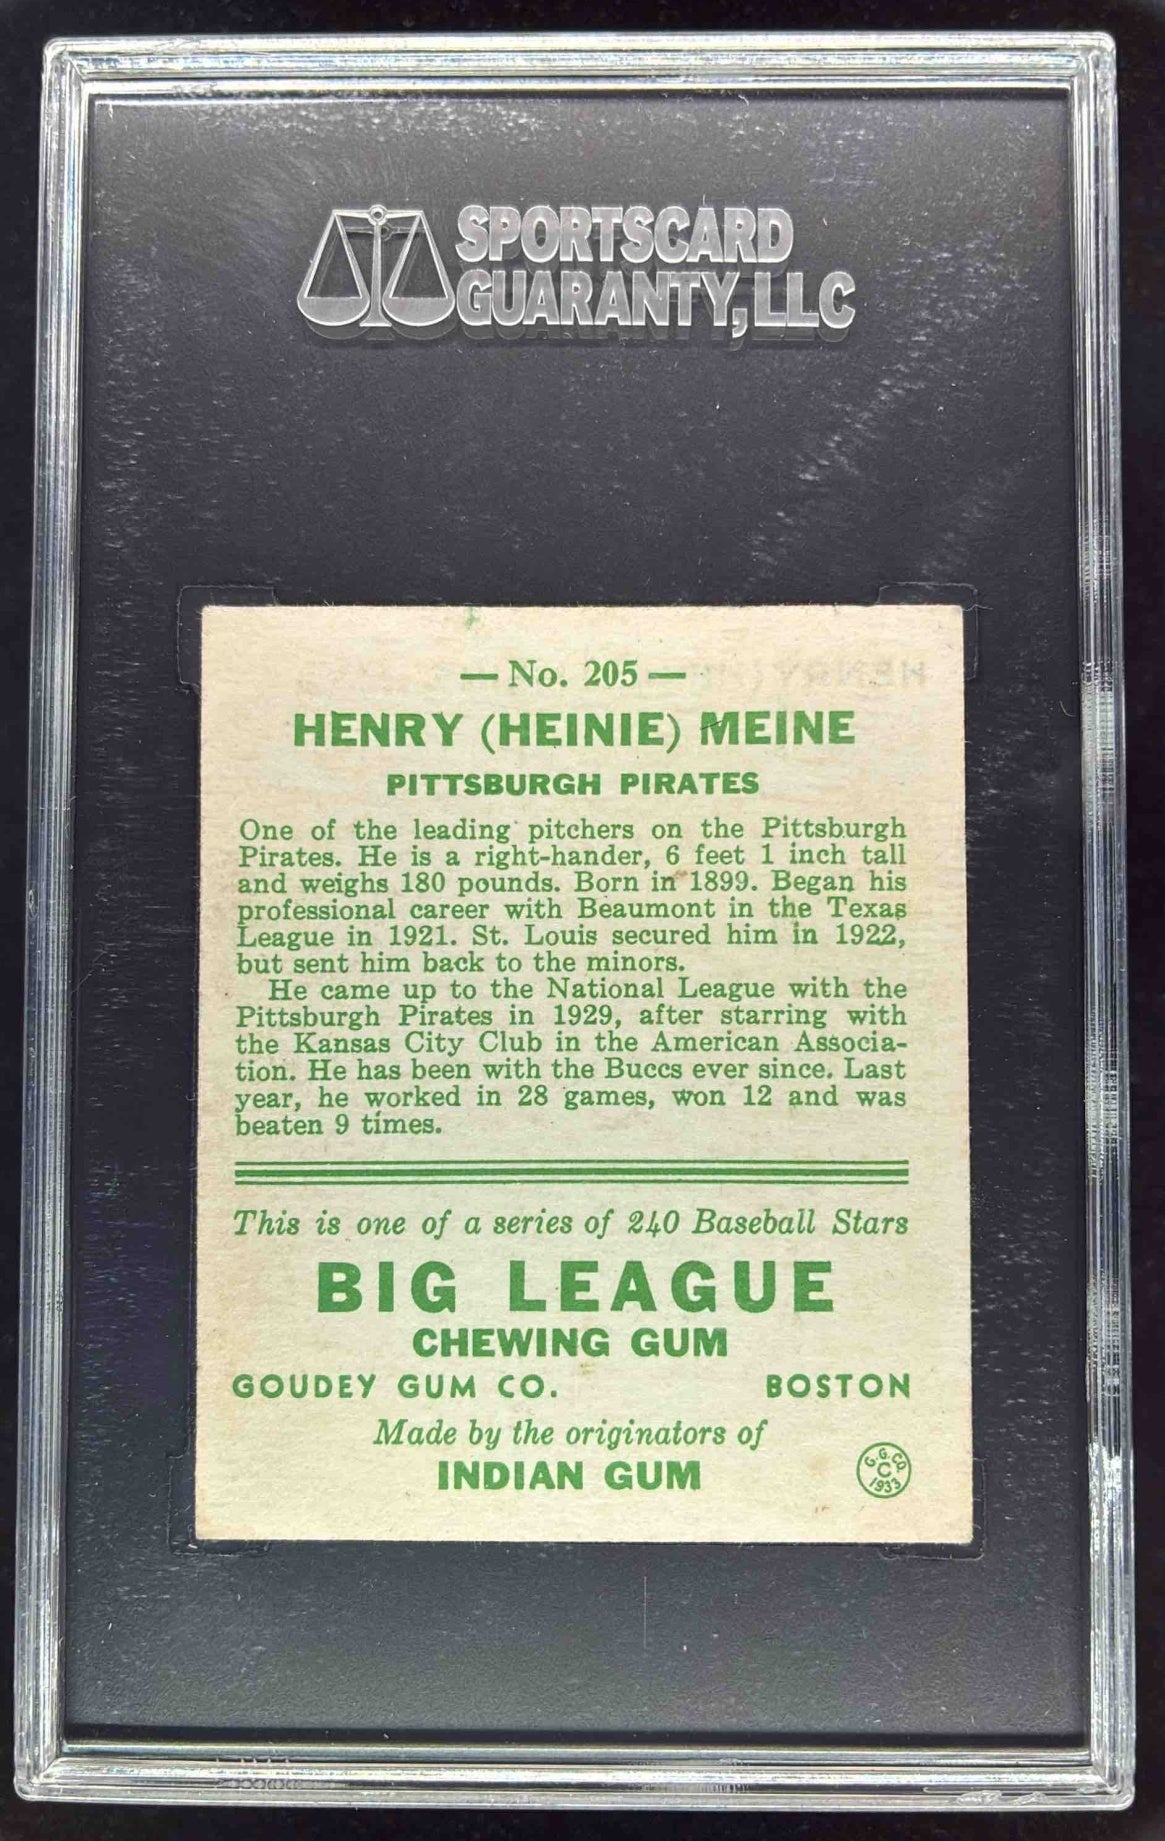 SPORTSCARD
GUARANTY, LLC
— No. 205 —
HENRY (HEINIE) MEINE
PITTSBURGH PIRATES
One of the leading pitchers on the Pittsburgh
Pirates. He is a right-hander, 6 feet 1 inch tall
and weighs 180 pounds. Born in 1899. Began his
professional career with Beaumont in the Texas
League in 1921. St. Louis secured him in 1922,
but sent him back to the minors.
He came up to the National League with the
Pittsburgh Pirates in 1929, after starring with
the Kansas City Club in the American Associa-
tion. He has been with the Buccs ever since. Last
year, he worked in 28 games, won 12 and was
beaten 9 times.
This is one of a series of 240 Baseball Stars
BIG LEAGUE
CHEWING GUM
GOUDEY GUM CO. BOSTON
Made by the originators of
INDIAN GUM
G.G.CO.
C
1933